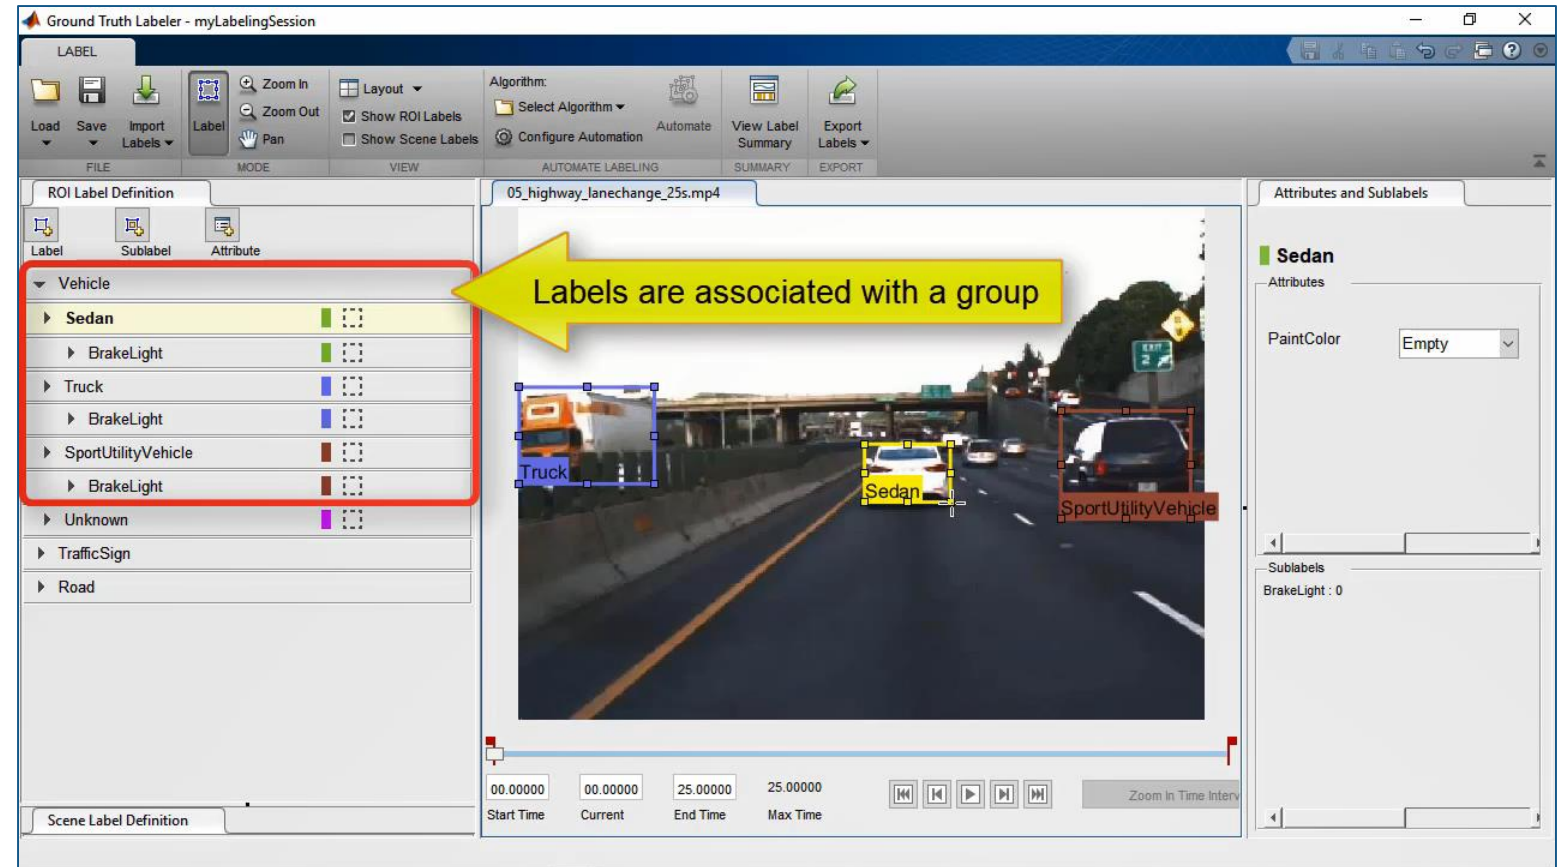 Ground Truth Labeler - myLabelingSession
LABEL
Load
Save
Import Labels
FILE
Label
Zoom In
Zoom Out
Pan
MODE
Layout
Show ROI Labels
Show Scene Labels
VIEW
Algorithm:
Select Algorithm
Configure Automation
Automate
AUTOMATE LABELING
View Label Summary
SUMMARY
Export Labels
EXPORT
ROI Label Definition
Label
Sublabel
Attribute
Vehicle
Sedan
BrakeLight
Truck
BrakeLight
SportUtilityVehicle
BrakeLight
Unknown
TrafficSign
Road
Scene Label Definition
05_highway_lanechange_25s.mp4
Labels are associated with a group
EXIT
2
Truck
Sedan
SportUtilityVehicle
00.00000
00.00000
25.00000
25.00000
Start Time
Current
End Time
Max Time
Zoom In Time Interv
Attributes and Sublabels
Sedan
Attributes
PaintColor
Empty
Sublabels
BrakeLight : 0